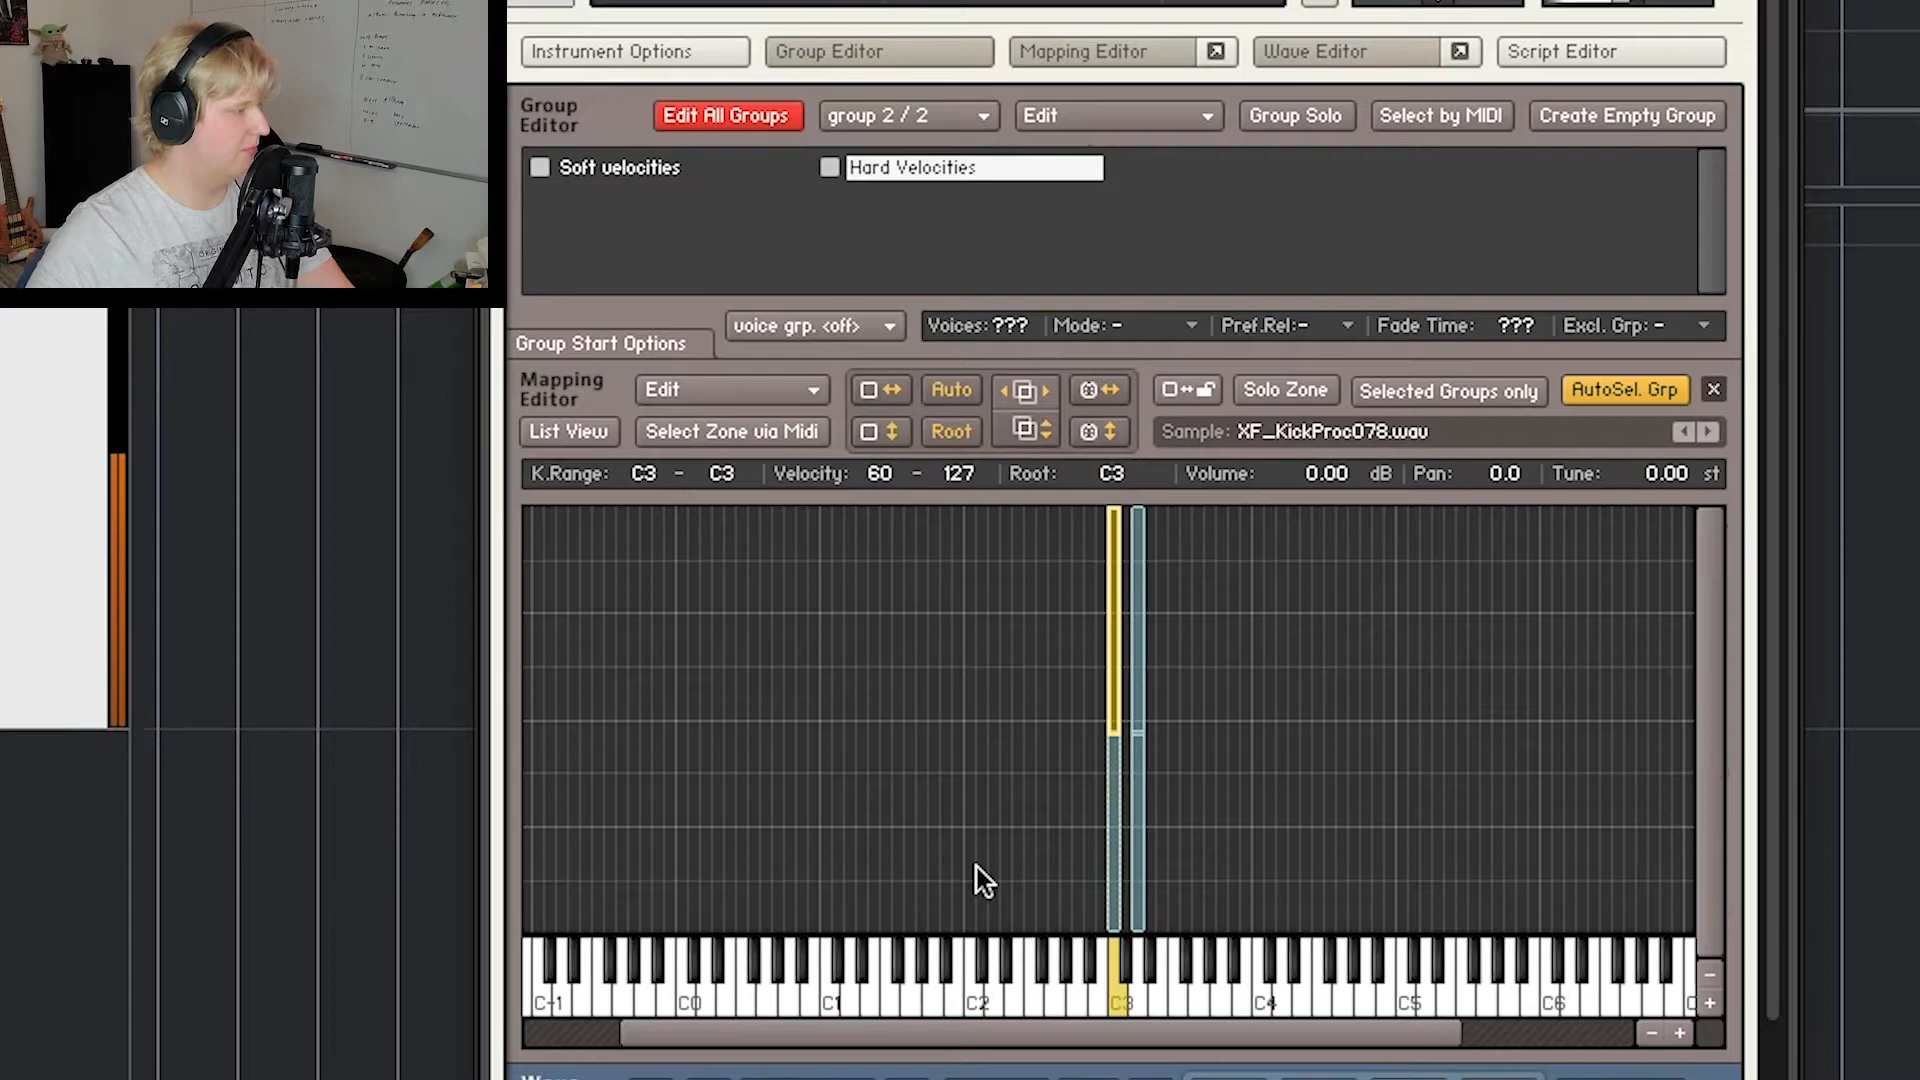 Instrument Options
Group Editor
Mapping Editor
Wave Editor
Script Editor
Group Editor
Edit All Groups
group 2 / 2
Edit
Group Solo
Select by MIDI
Create Empty Group
Soft velocities
Hard Velocities
voice grp. <off>
Voices: ???
Mode: -
Pref.Rel:-
Fade Time: ???
Excl. Grp: -
Group Start Options
Mapping Editor
Edit
Auto
Solo Zone
Selected Groups only
AutoSel. Grp
List View
Select Zone via Midi
Root
Sample: XF_KickProc078.wav
K.Range: C3 - C3
Velocity: 60 - 127
Root: C3
Volume: 0.00 dB
Pan: 0.0
Tune: 0.00 st
C-1 C0 C1 C2 C3 C4 C5 C6